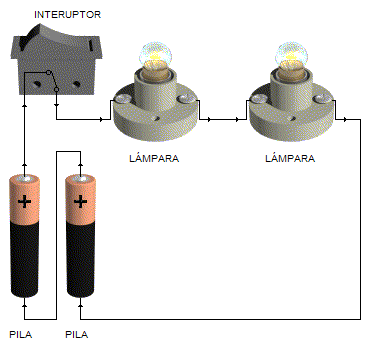 INTERUPTOR
LÁMPARA
LÁMPARA
+
+
PILA
PILA